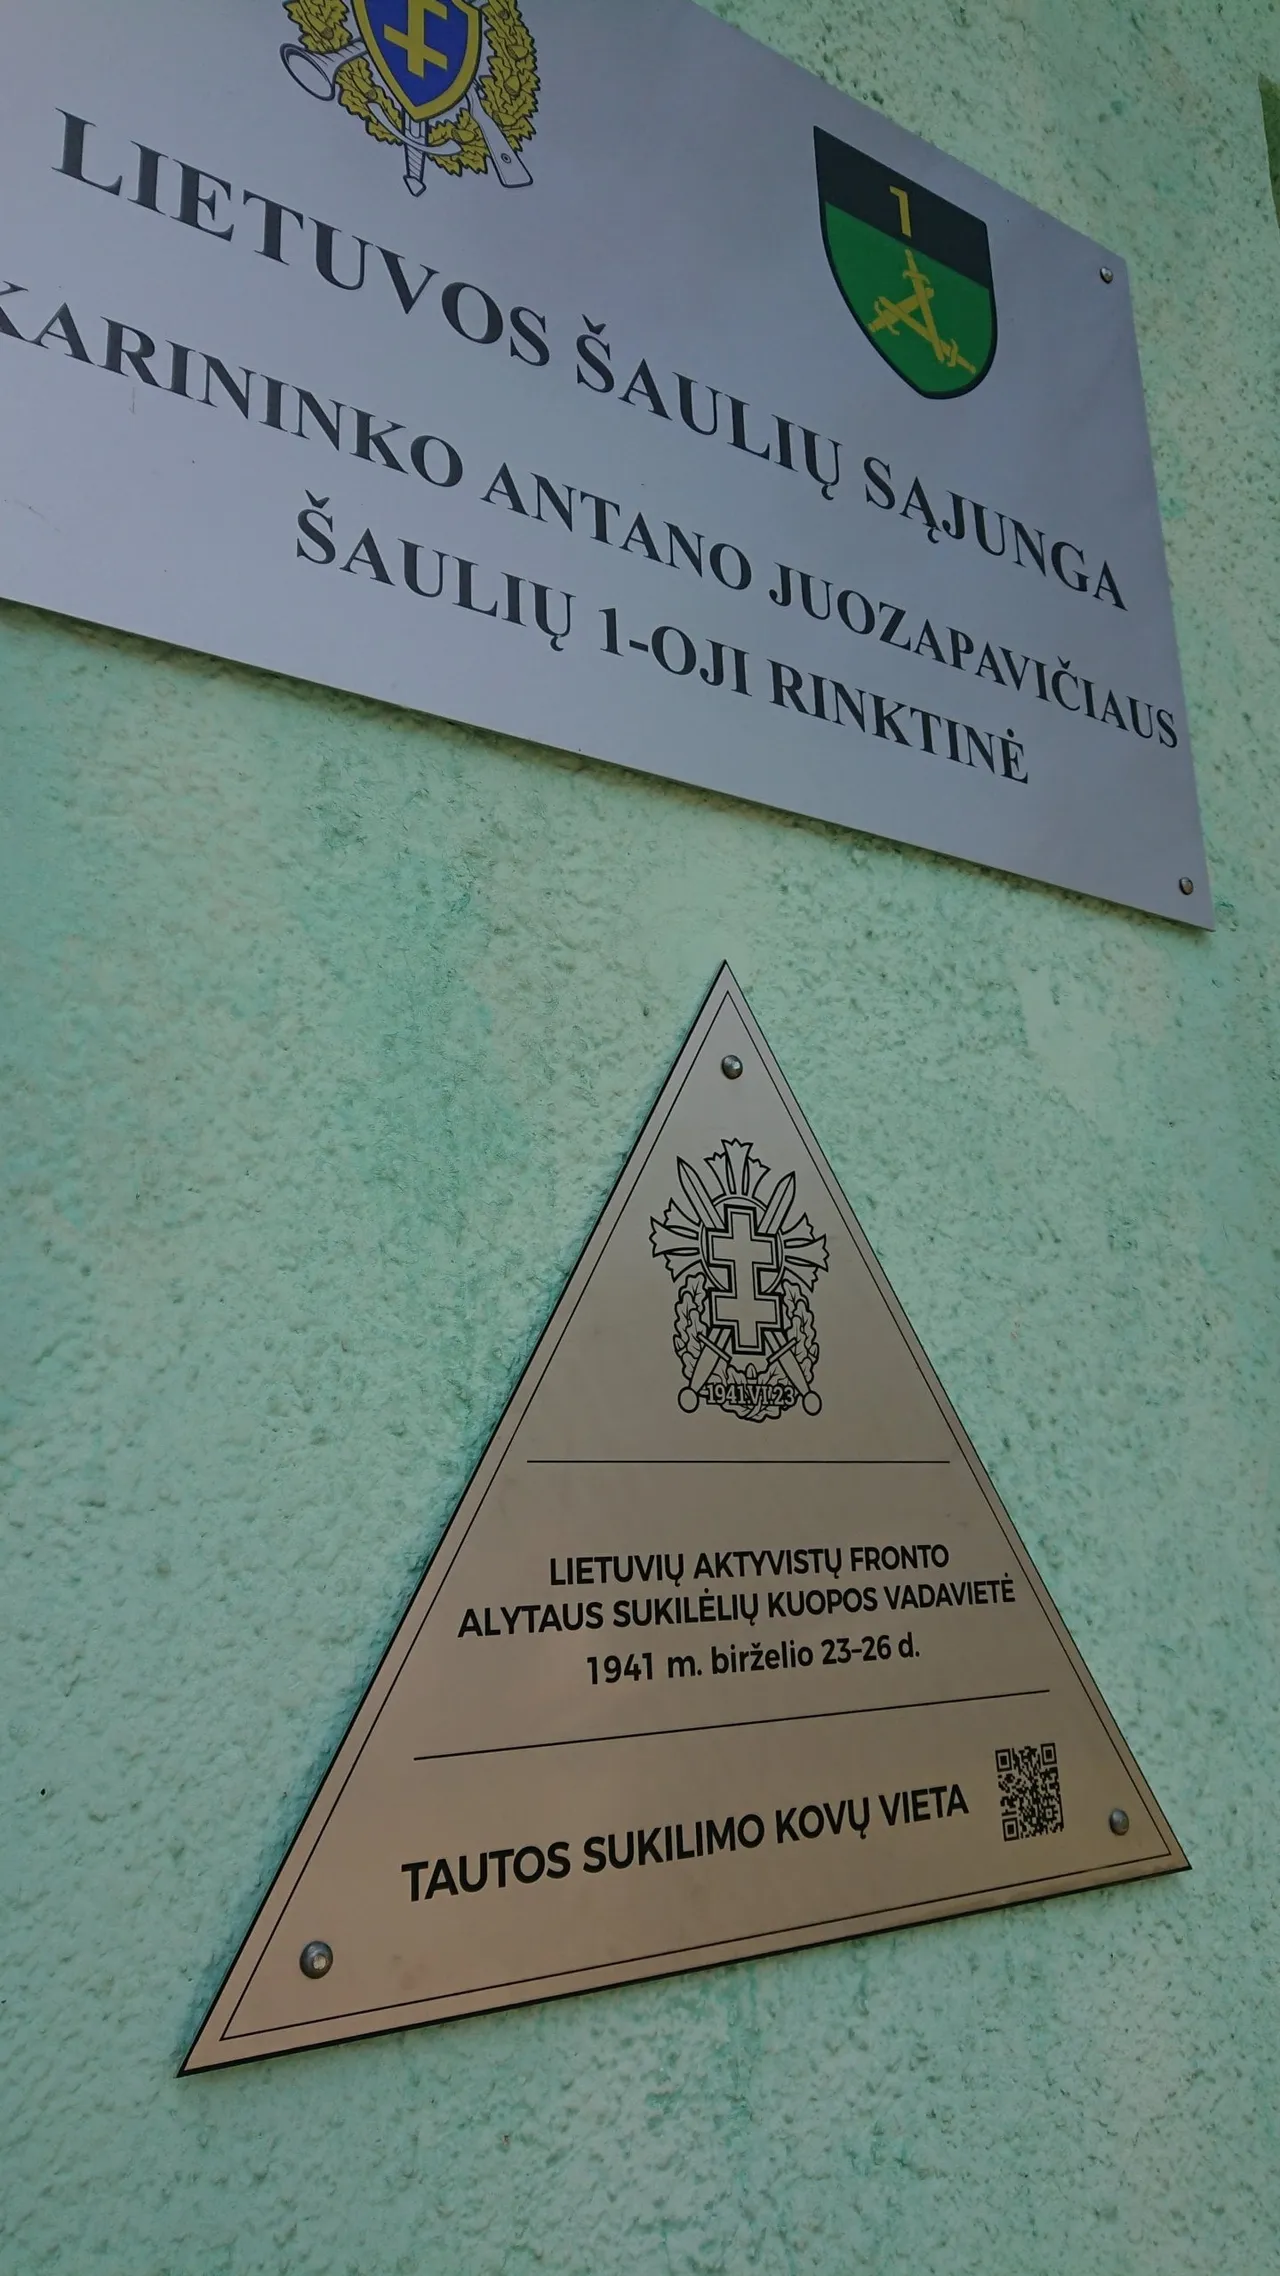 1
LIETUVOS ŠAULIŲ SĄJUNGA
KARININKO ANTANO JUOZAPAVIČIAUS
ŠAULIŲ 1-OJI RINKTINĖ
1941.VI.23
LIETUVIŲ AKTYVISTŲ FRONTO
ALYTAUS SUKILĖLIŲ KUOPOS VADAVIETĖ
1941 m. birželio 23-26 d.
TAUTOS SUKILIMO KOVŲ VIETA